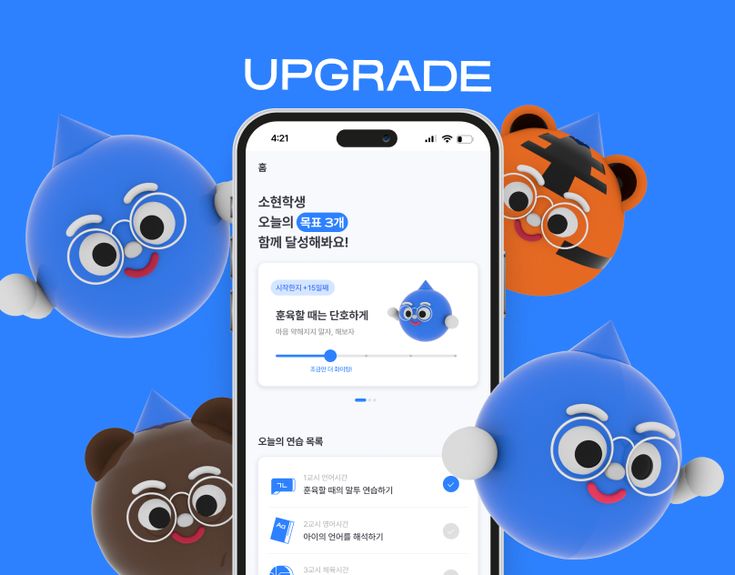 UPGRADE
4:21
홈
소현학생
오늘의 목표 3개
함께 달성해봐요!
시작한지 +15일째
훈육할 때는 단호하게
마음 약해지지 말자, 해보자
조금만 더 화이팅!
오늘의 연습 목록
1교시 언어시간
훈육할 때의 말투 연습하기
ㄱㄴ
2교시 영어시간
아이의 언어를 해석하기
Aa
3교시 체육시간